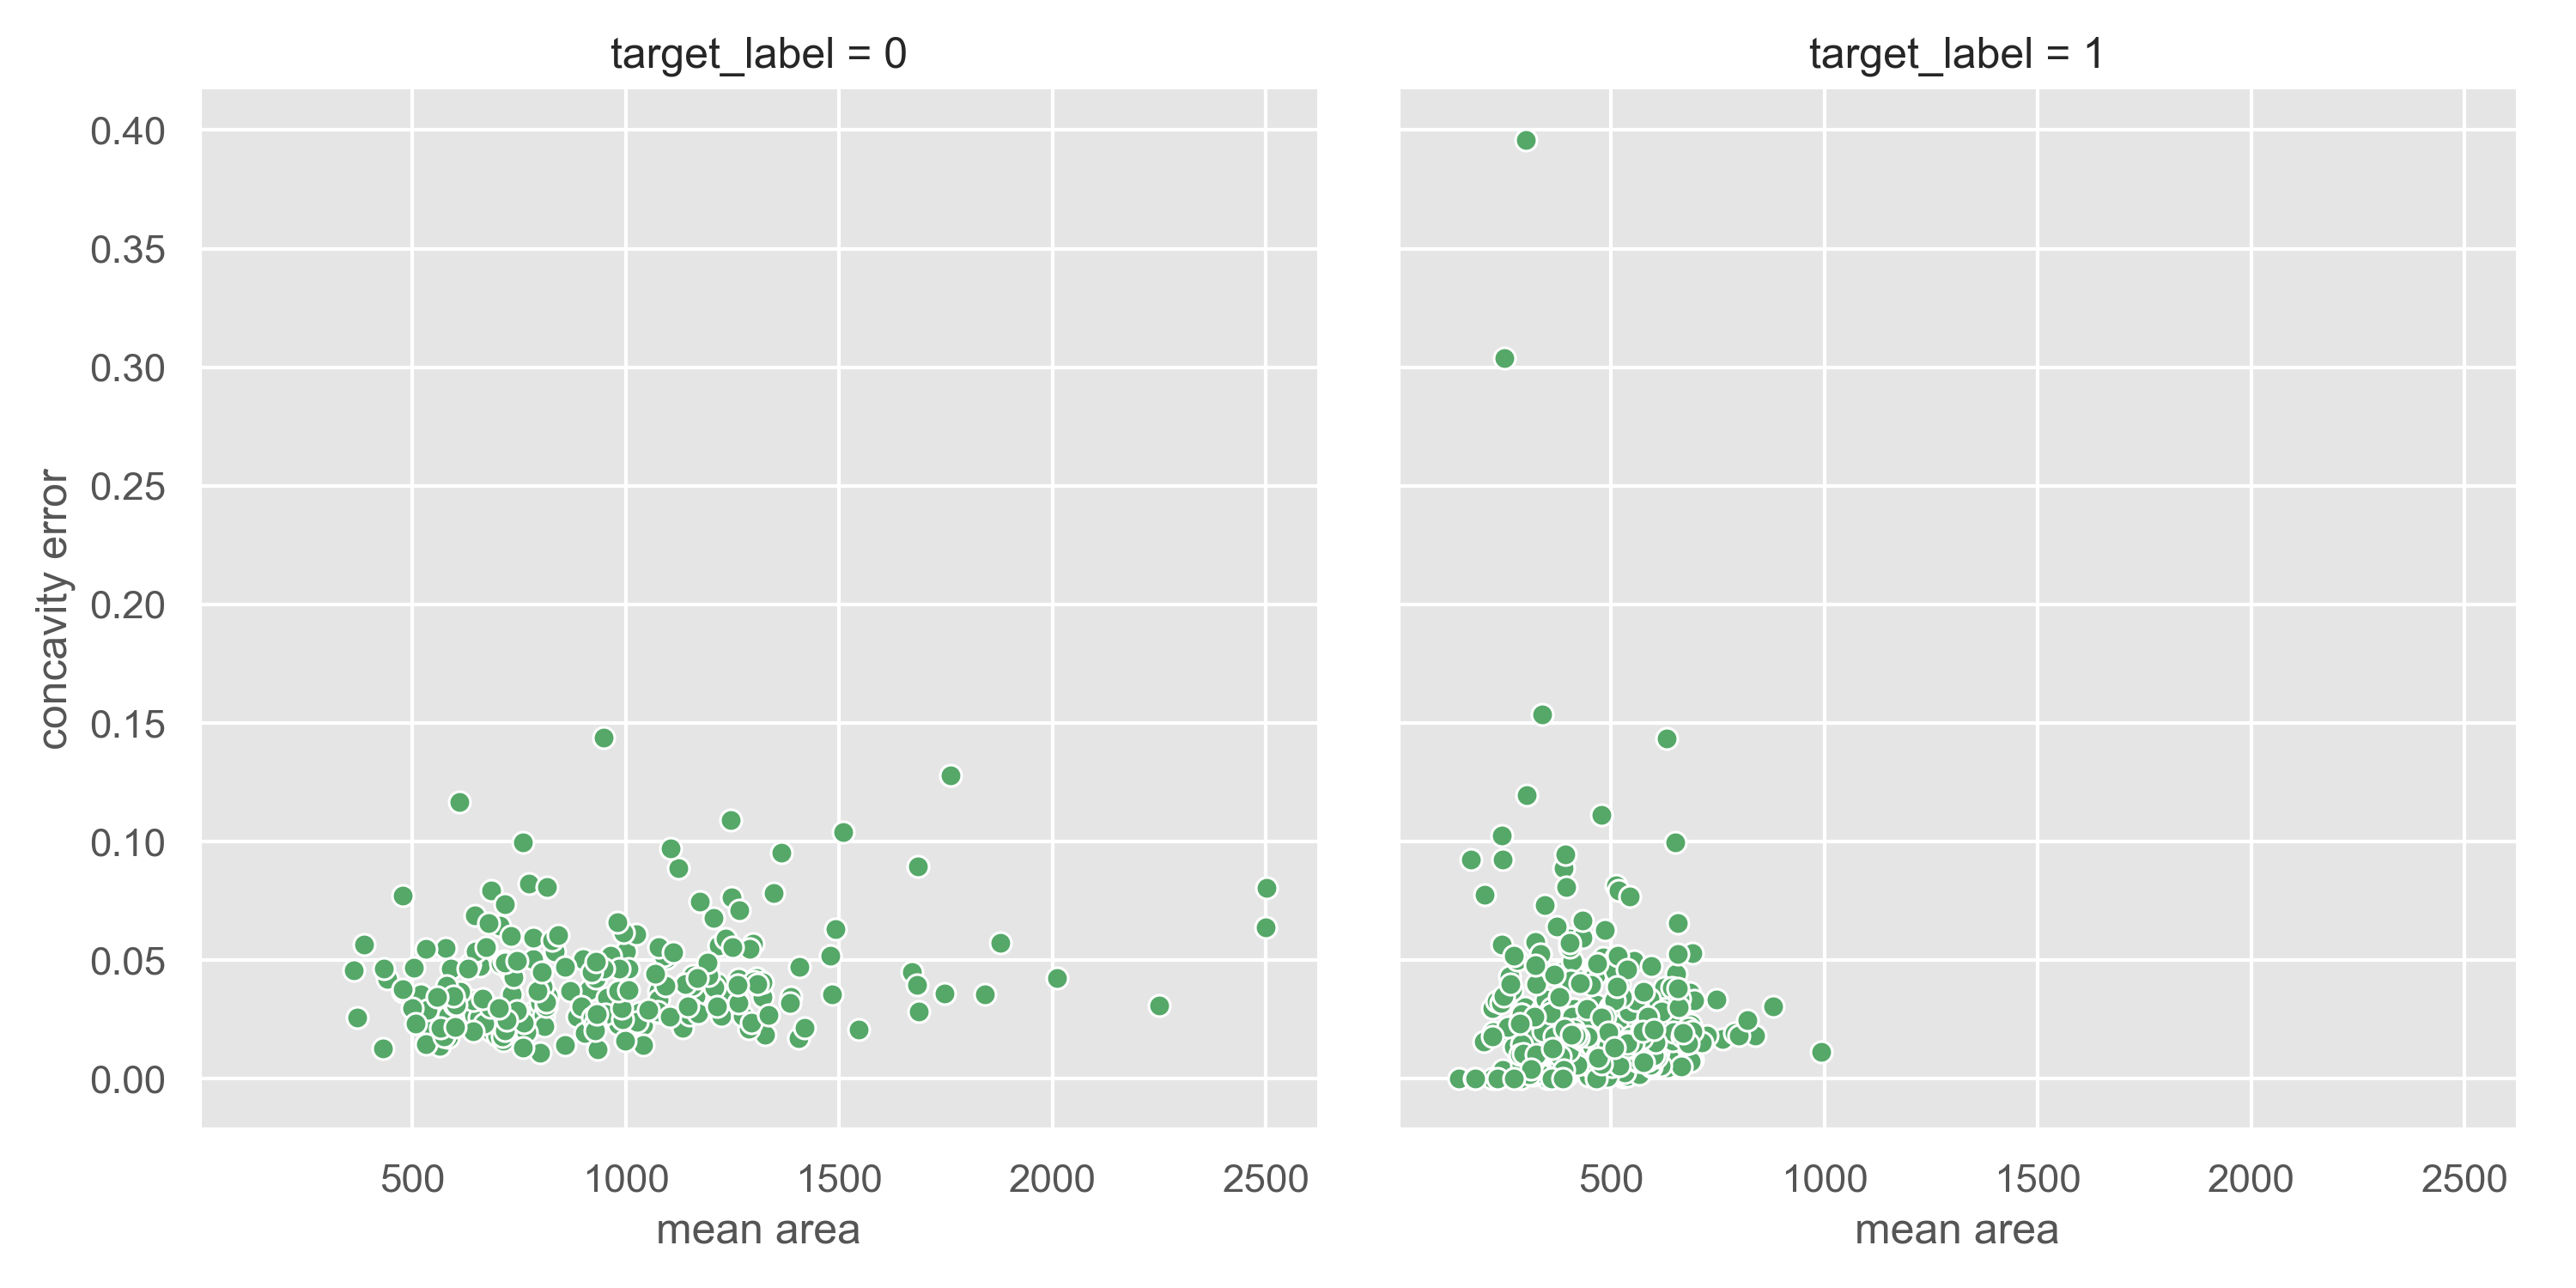 target_label = 0
target_label = 1
0.40
0.35
0.30
0.25
0.20
0.15
0.10
0.05
0.00
concavity error
500 1000 1500 2000 2500
500 1000 1500 2000 2500
mean area
mean area